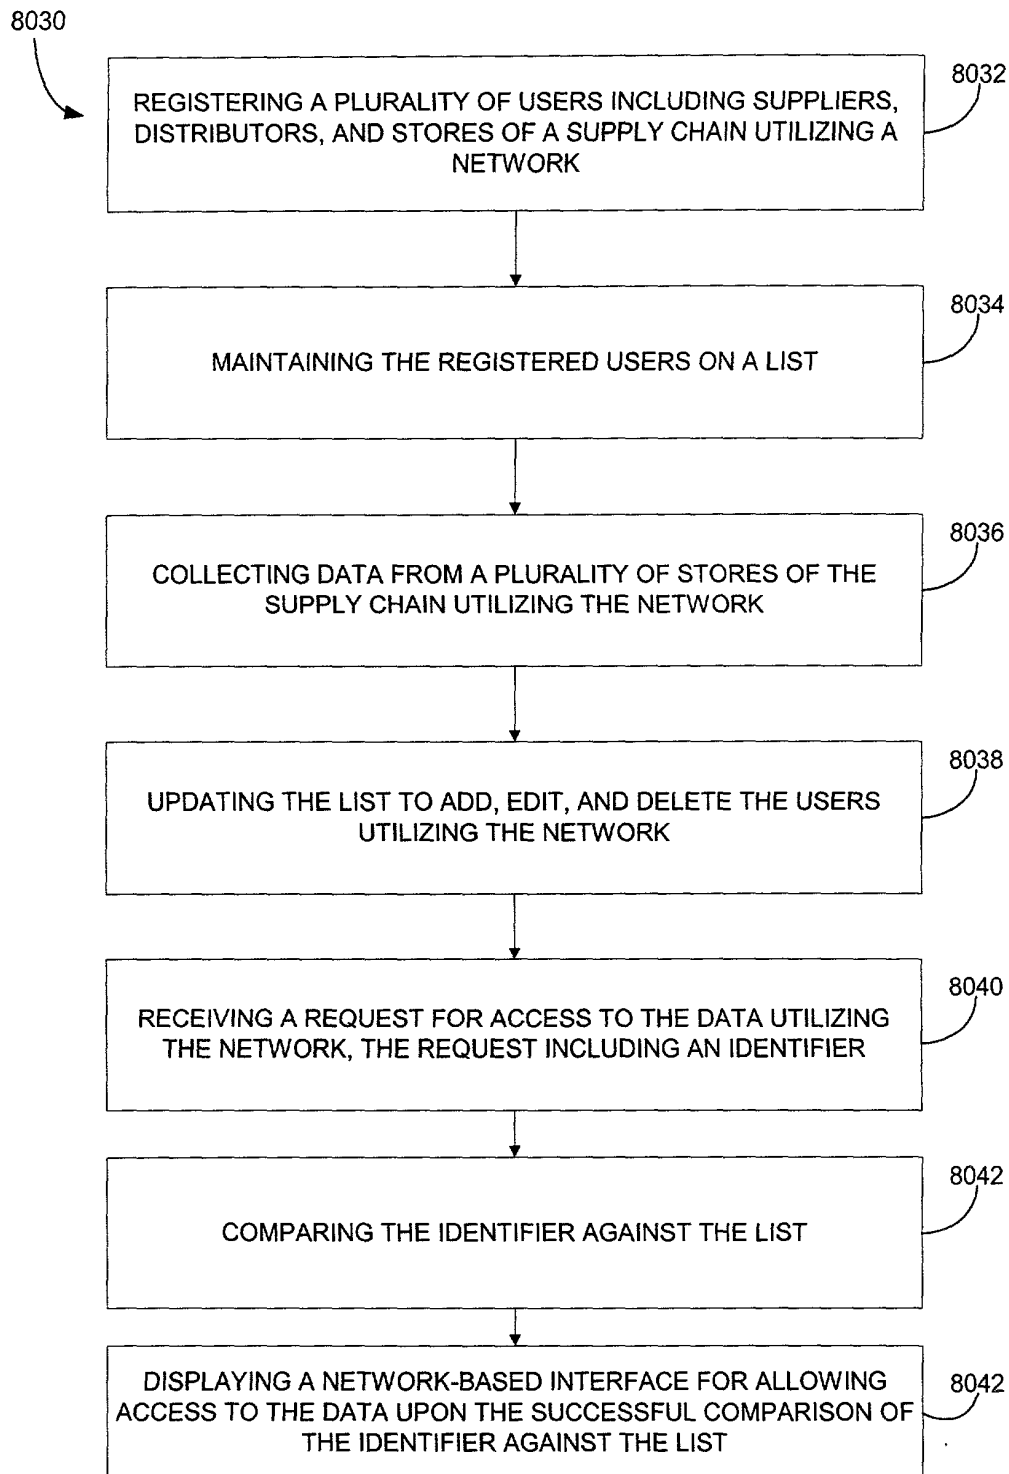 8030
8032
REGISTERING A PLURALITY OF USERS INCLUDING SUPPLIERS,
DISTRIBUTORS, AND STORES OF A SUPPLY CHAIN UTILIZING A
NETWORK
8034
MAINTAINING THE REGISTERED USERS ON A LIST
8036
COLLECTING DATA FROM A PLURALITY OF STORES OF THE
SUPPLY CHAIN UTILIZING THE NETWORK
8038
UPDATING THE LIST TO ADD, EDIT, AND DELETE THE USERS
UTILIZING THE NETWORK
8040
RECEIVING A REQUEST FOR ACCESS TO THE DATA UTILIZING
THE NETWORK, THE REQUEST INCLUDING AN IDENTIFIER
8042
COMPARING THE IDENTIFIER AGAINST THE LIST
8042
DISPLAYING A NETWORK-BASED INTERFACE FOR ALLOWING
ACCESS TO THE DATA UPON THE SUCCESSFUL COMPARISON OF
THE IDENTIFIER AGAINST THE LIST